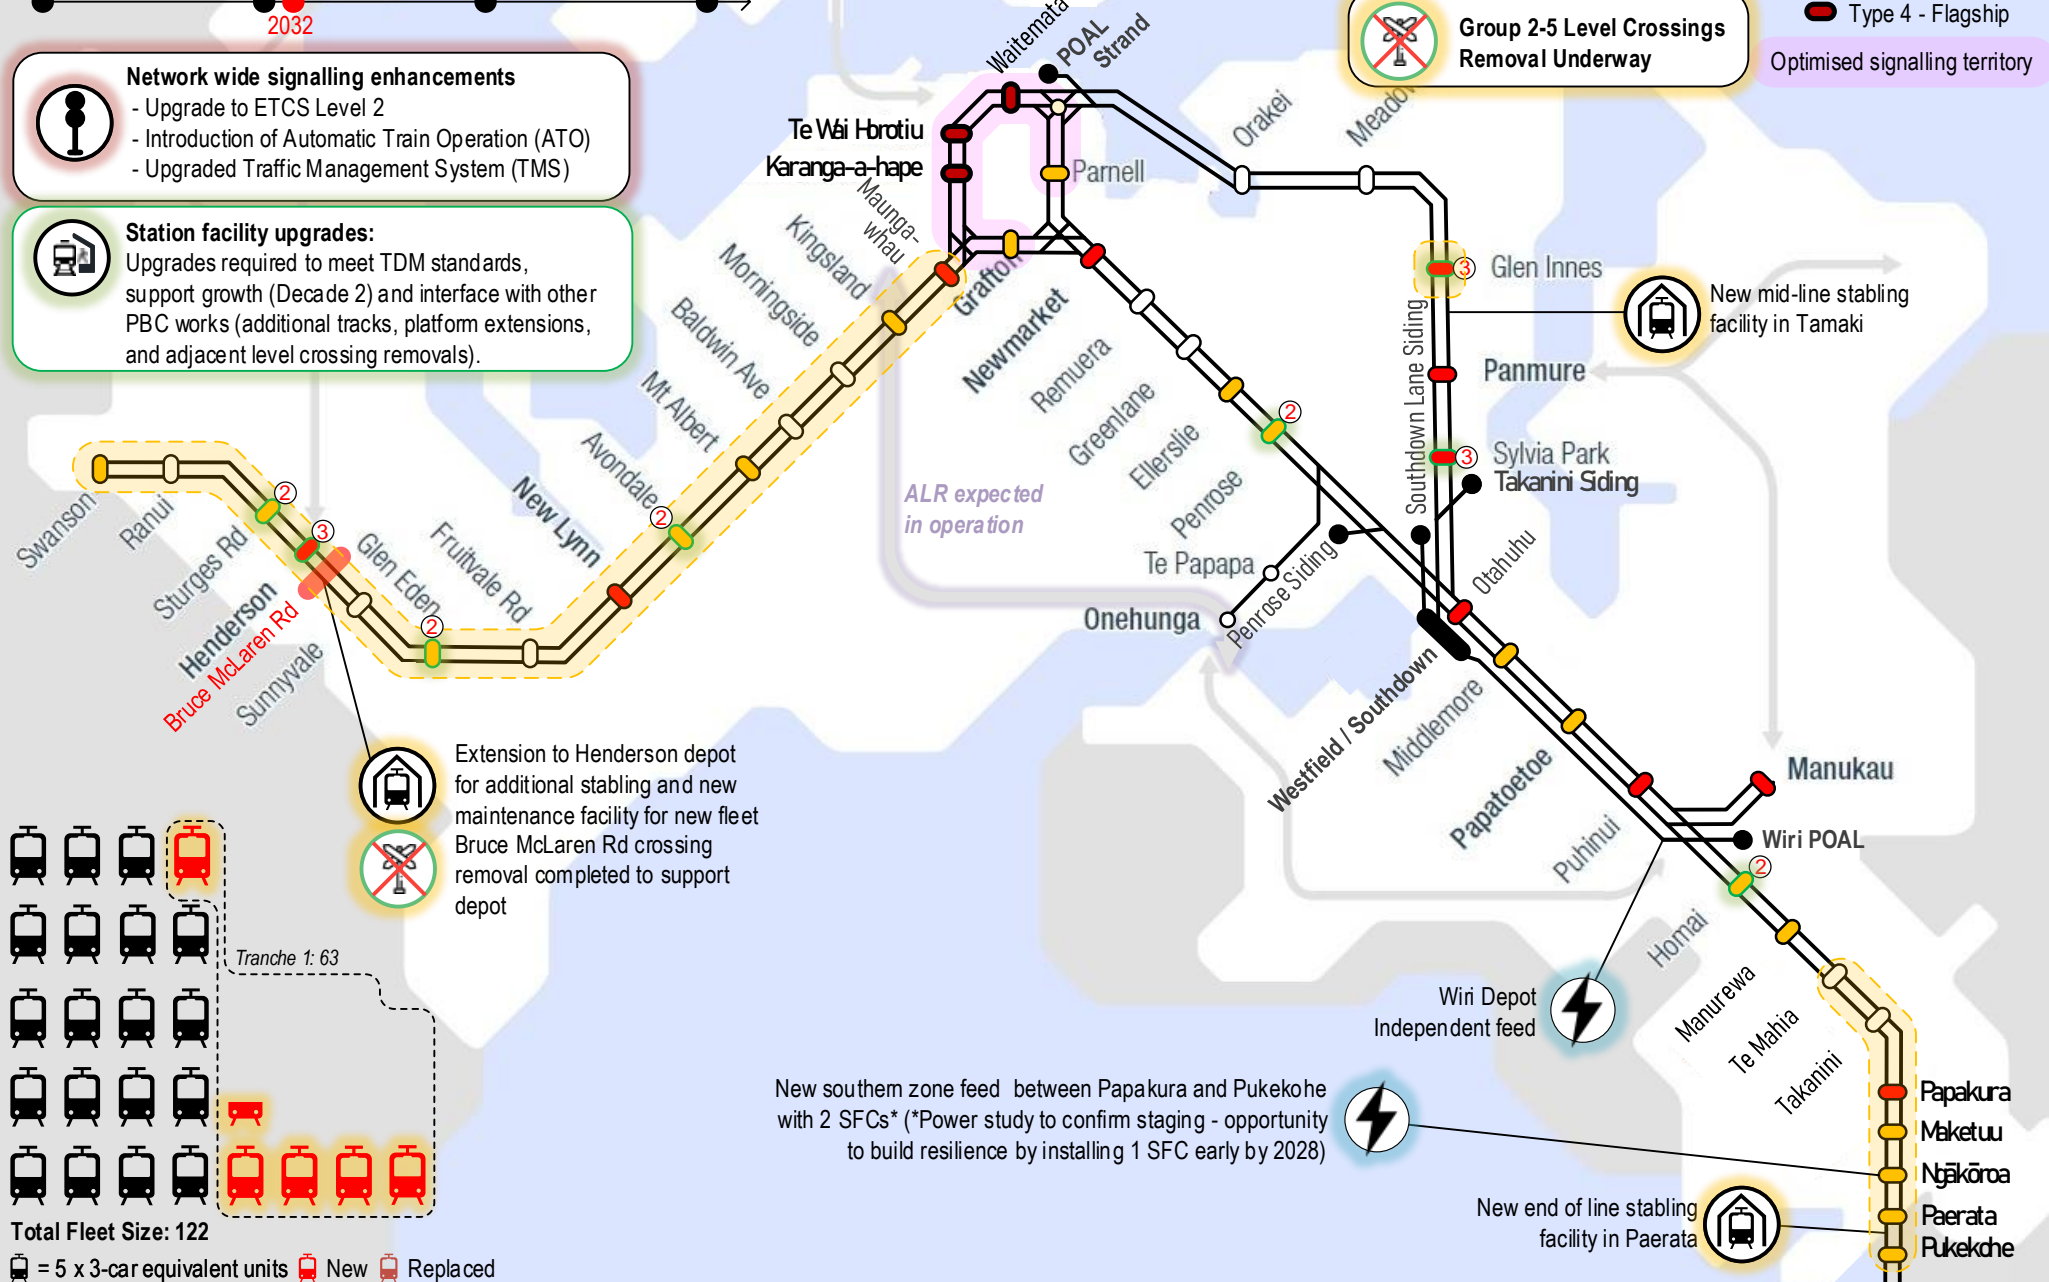 2032
Network wide signalling enhancements
- Upgrade to ETCS Level 2
- Introduction of Automatic Train Operation (ATO)
- Upgraded Traffic Management System (TMS)
Station facility upgrades:
Upgrades required to meet TDM standards,
support growth (Decade 2) and interface with other
PBC works (additional tracks, platform extensions,
and adjacent level crossing removals).
Group 2-5 Level Crossings
Removal Underway
Type 4 - Flagship
Optimised signalling territory
Waitemata
POAL
Strand
Te Wai Horotiu
Karanga-a-hape
Maunga-
whau
Parnell
Orakei
Kingsland
Morningside
Baldwin Ave
Mt Albert
Avondale
New Lynn
Fruitvale Rd
Glen Eden
Sunnyvale
Bruce McLaren Rd
Henderson
Sturges Rd
Ranui
Swanson
2
3
2
2
Grafton
Newmarket
Remuera
Greenlane
Ellerslie
Penrose
2
Te Papapa
Onehunga
Penrose Siding
ALR expected
in operation
3
Glen Innes
New mid-line stabling
facility in Tamaki
Southdown Lane Siding
Panmure
3
Sylvia Park
Takanini Siding
Otahuhu
Westfield / Southdown
Middlemore
Papatoetoe
Puhinui
Manukau
Wiri POAL
2
Homai
Manurewa
Te Mahia
Takanini
Papakura
Maketuu
Ngākōroa
Paerata
Pukekohe
Extension to Henderson depot
for additional stabling and new
maintenance facility for new fleet
Bruce McLaren Rd crossing
removal completed to support
depot
Wiri Depot
Independent feed
New southern zone feed between Papakura and Pukekohe
with 2 SFCs* (*Power study to confirm staging - opportunity
to build resilience by installing 1 SFC early by 2028)
New end of line stabling
facility in Paerata
Tranche 1: 63
Total Fleet Size: 122
= 5 x 3-car equivalent units New Replaced